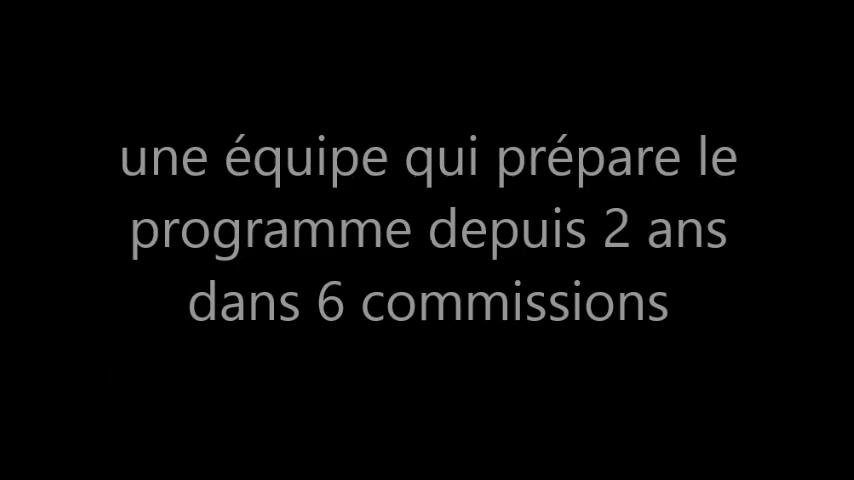 une équipe qui prépare le
programme depuis 2 ans
dans 6 commissions